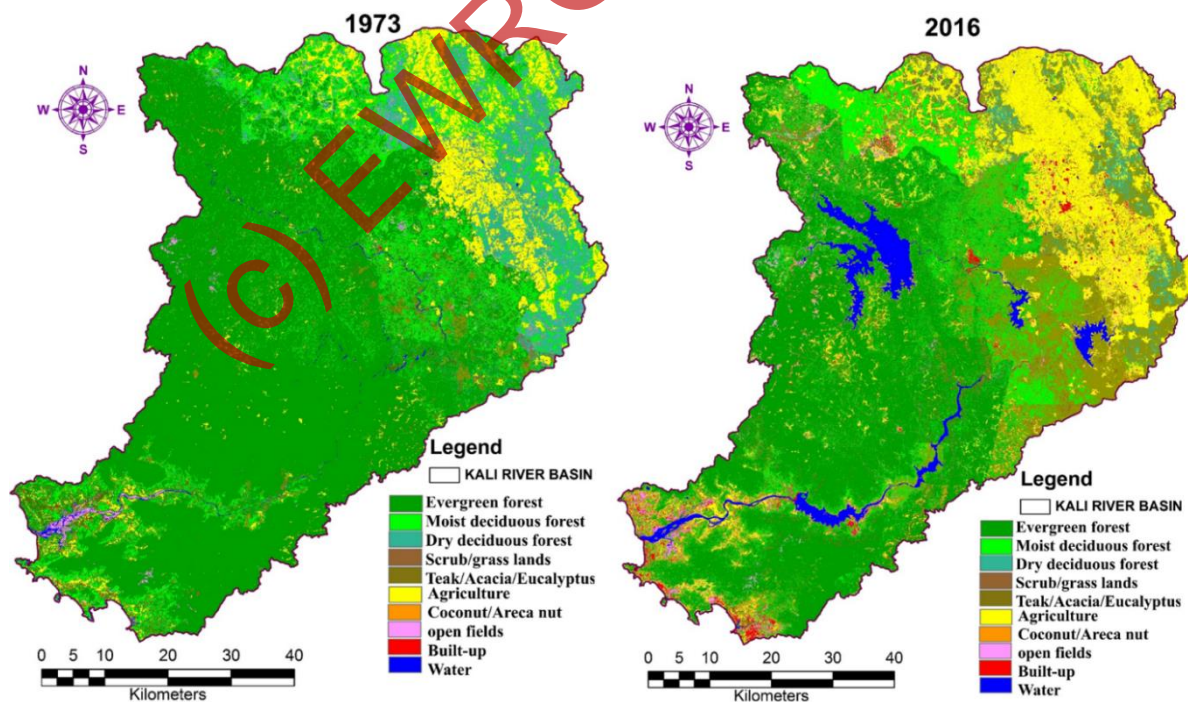 1973
N
W E
S
(c) EWRG
Legend
KALI RIVER BASIN
Evergreen forest
Moist deciduous forest
Dry deciduous forest
Scrub/grass lands
Teak/Acacia/Eucalyptus
Agriculture
Coconut/Areca nut
open fields
Built-up
Water
0 5 10 20 30 40
Kilometers
2016
N
W E
S
Legend
KALI RIVER BASIN
Evergreen forest
Moist deciduous forest
Dry deciduous forest
Scrub/grass lands
Teak/Acacia/Eucalyptus
Agriculture
Coconut/Areca nut
open fields
Built-up
Water
0 5 10 20 30 40
Kilometers